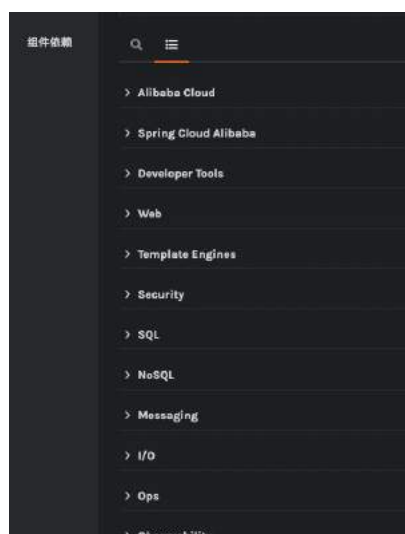 组件依赖
Alibaba Cloud
Spring Cloud Alibaba
Developer Tools
Web
Template Engines
Security
SQL
NoSQL
Messaging
I/O
Ops